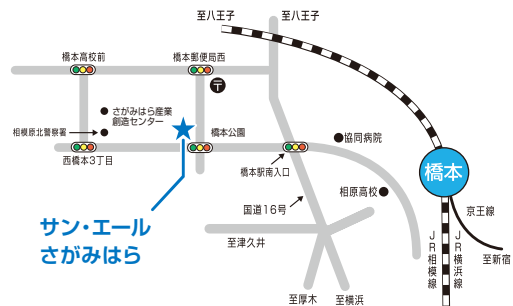 至八王子
至八王子
橋本高校前
橋本郵便局西
〒
さがみはら産業
創造センター
相模原北警察署
橋本公園
協同病院
橋本
西橋本3丁目
橋本駅南入口
相原高校
サン・エール
さがみはら
国道16号
京王線
至津久井
JR相模線
JR横浜線
至新宿
至厚木
至横浜